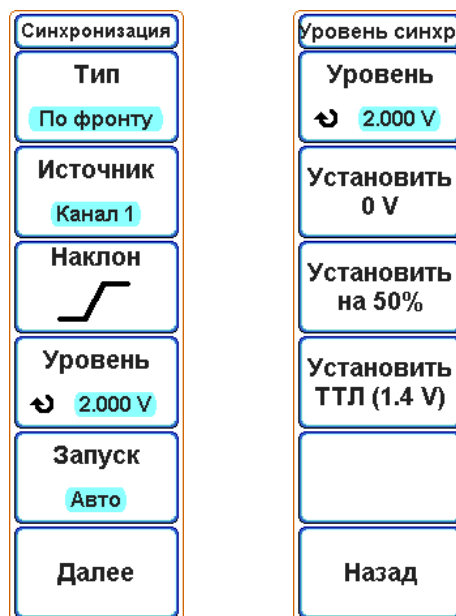 Синхронизация
Тип
По фронту
Источник
Канал 1
Наклон
Уровень
2.000 V
Запуск
Авто
Далее
Уровень синхр
Уровень
2.000 V
Установить
0 V
Установить
на 50%
Установить
ТТЛ (1.4 V)
Назад